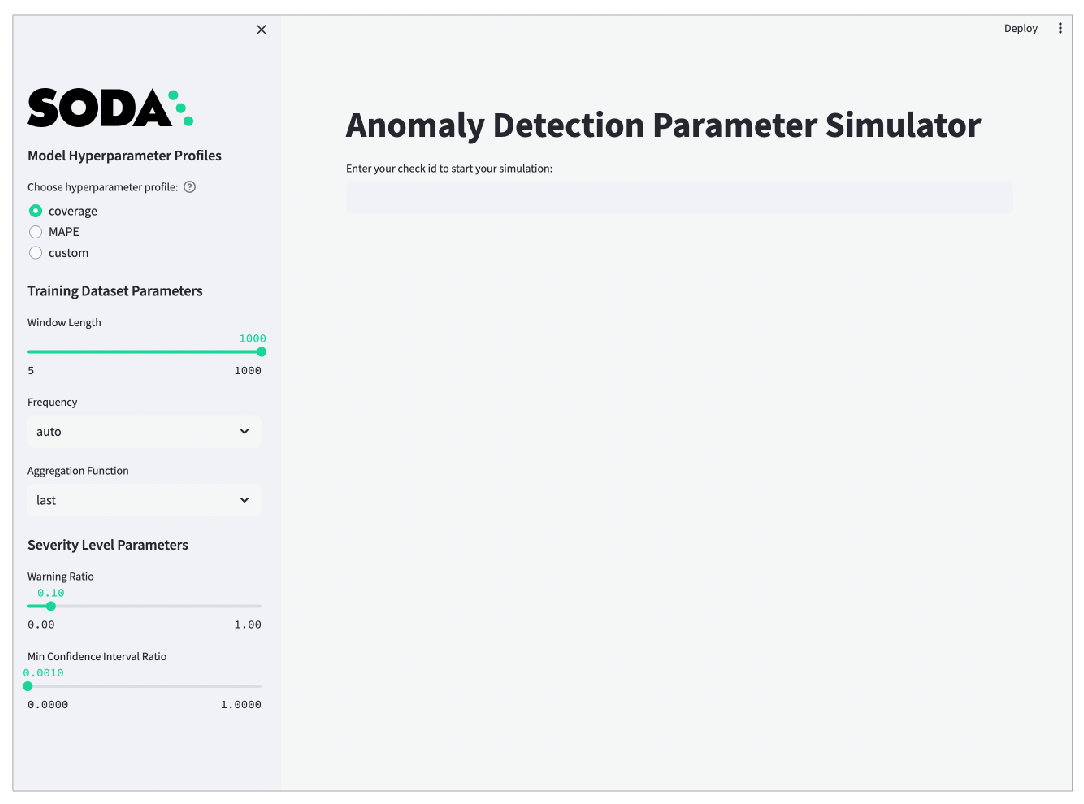 Deploy
SODA
Model Hyperparameter Profiles
Choose hyperparameter profile:
coverage
MAPE
custom
Training Dataset Parameters
Window Length
1000
5 1000
Frequency
auto
Aggregation Function
last
Severity Level Parameters
Warning Ratio
0.10
0.00 1.00
Min Confidence Interval Ratio
0.0010
0.0000 1.0000
Anomaly Detection Parameter Simulator
Enter your check id to start your simulation: